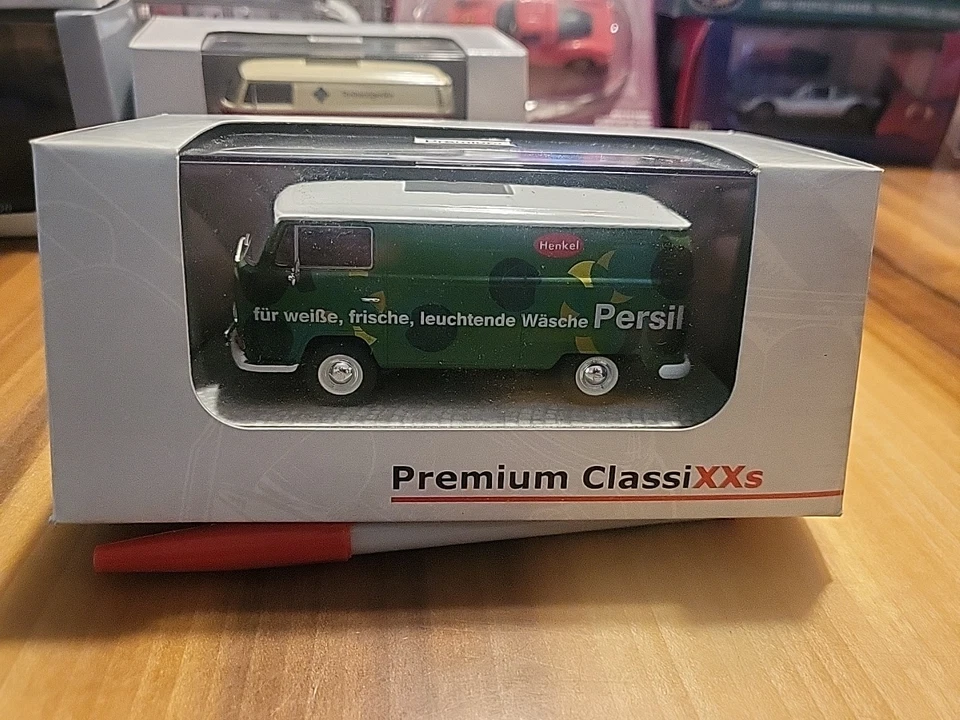 Henkel
für weiße, frische, leuchtende Wäsche Persil
Premium ClassiXXs